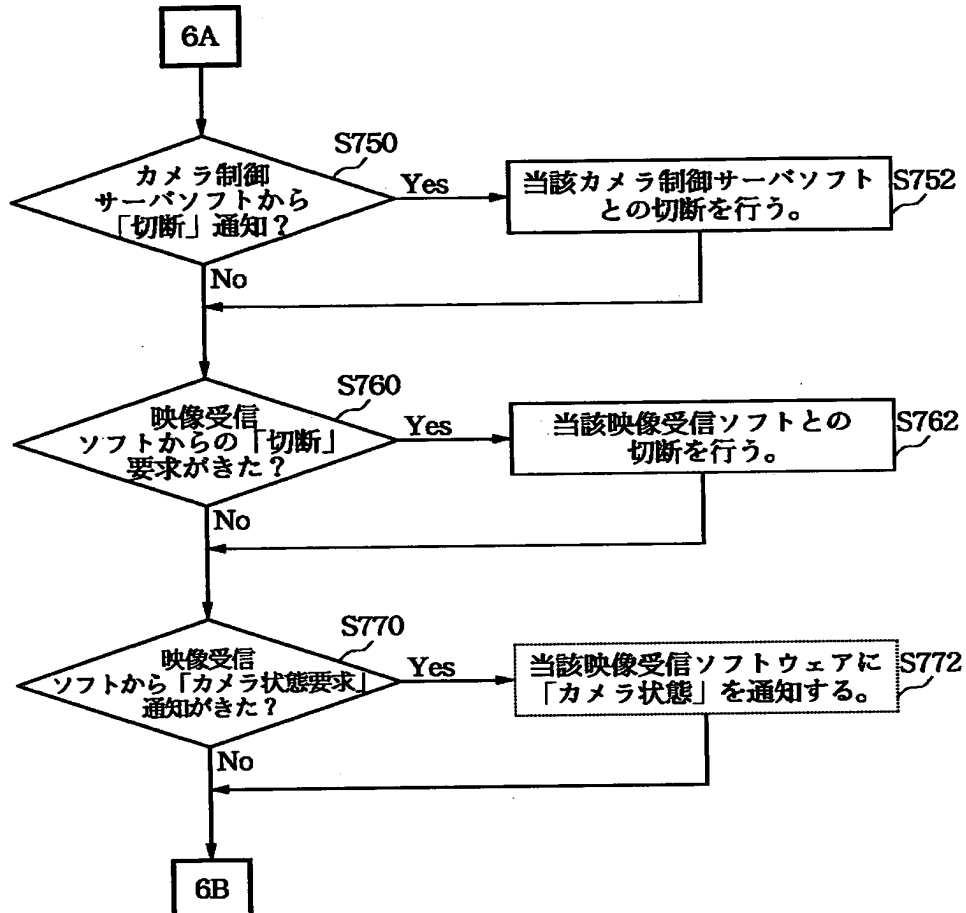 6A
S750
カメラ制御
サーバソフトから
「切断」通知？
Yes
当該カメラ制御サーバソフト
との切断を行う。
S752
No
S760
映像受信
ソフトからの「切断」
要求がきた？
Yes
当該映像受信ソフトとの
切断を行う。
S762
No
S770
映像受信
ソフトから「カメラ状態要求」
通知がきた？
Yes
当該映像受信ソフトウェアに
「カメラ状態」を通知する。
S772
No
6B